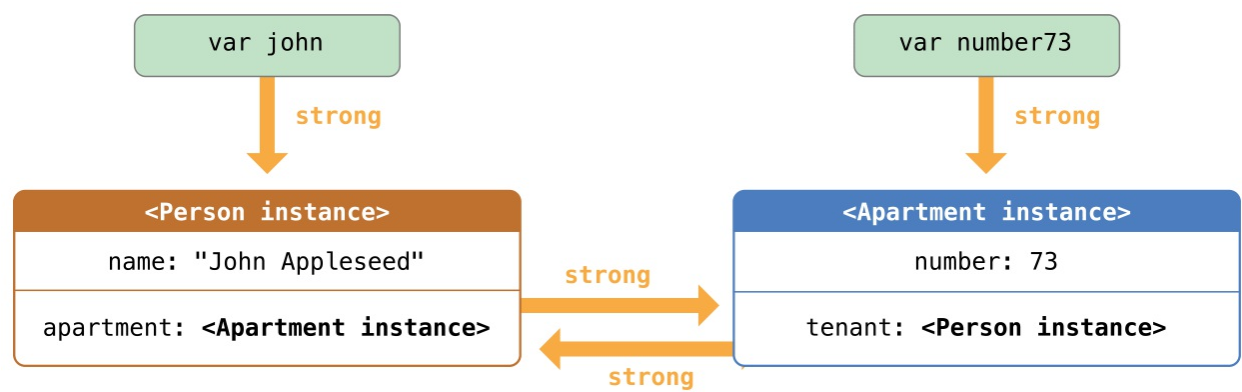 var john
var number73
strong
strong
<Person instance>
<Apartment instance>
name: "John Appleseed"
number: 73
strong
apartment: <Apartment instance>
tenant: <Person instance>
strong